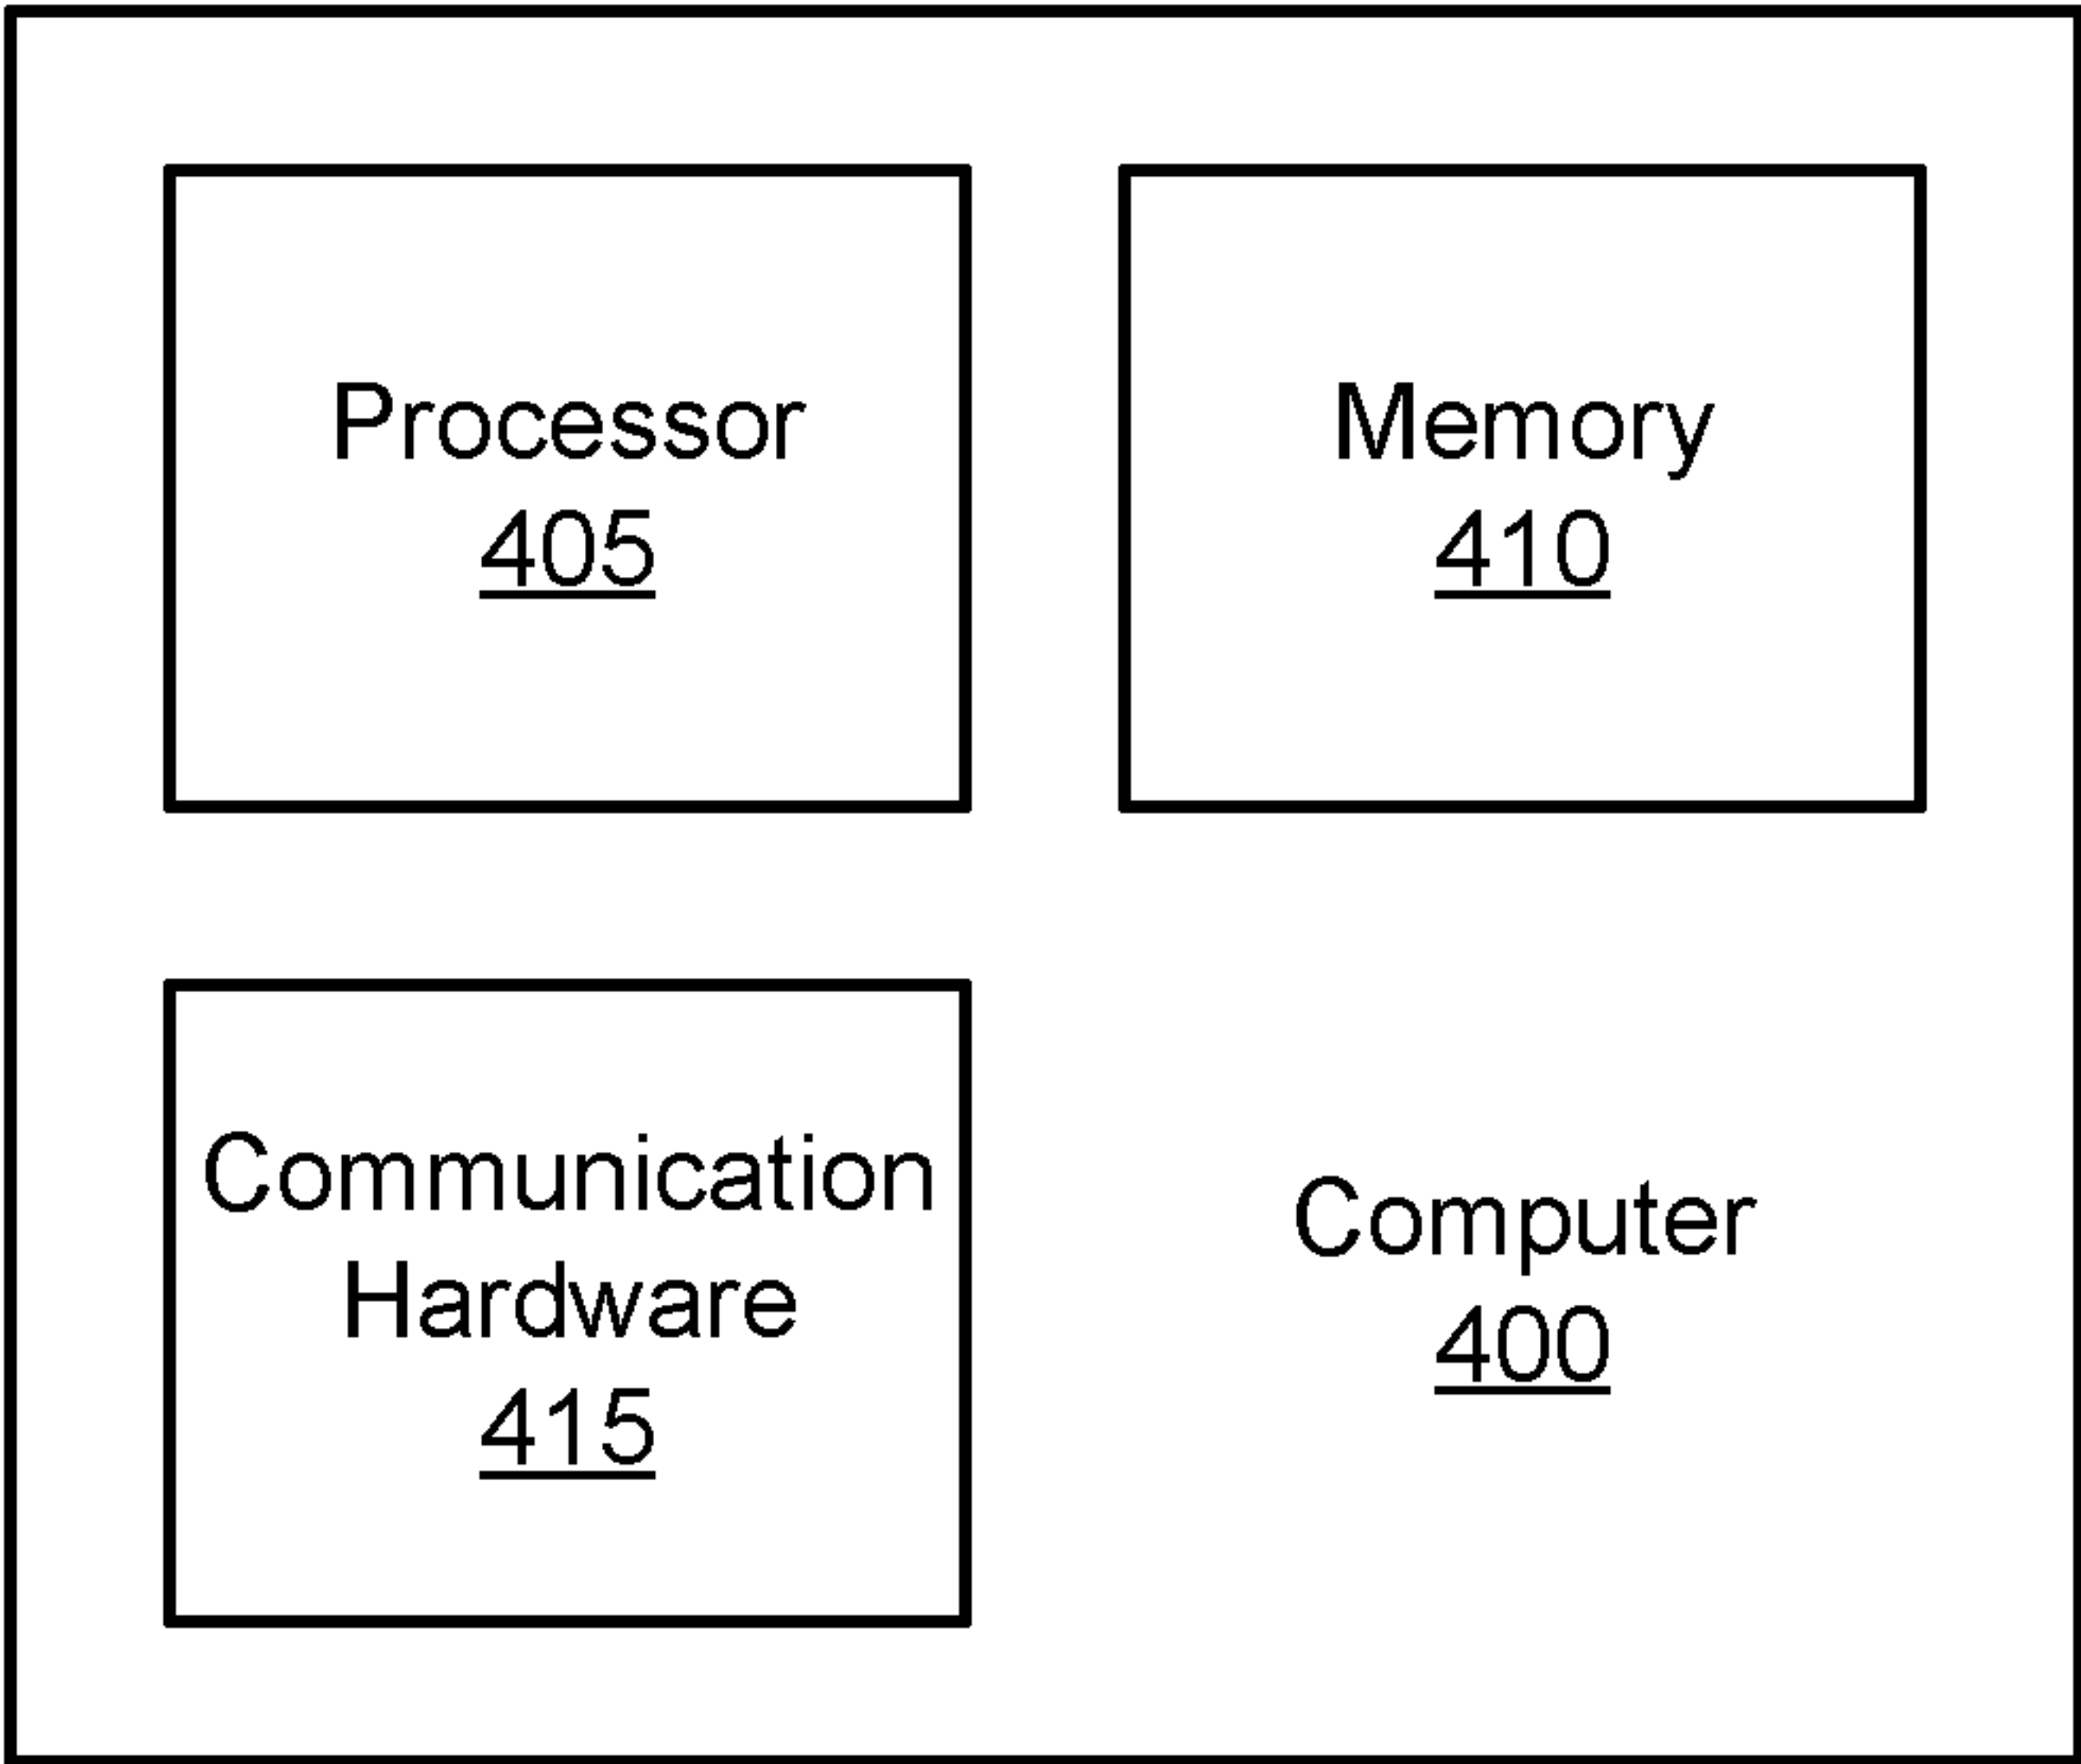 Processor
405
Memory
410
Communication
Hardware
415
Computer
400